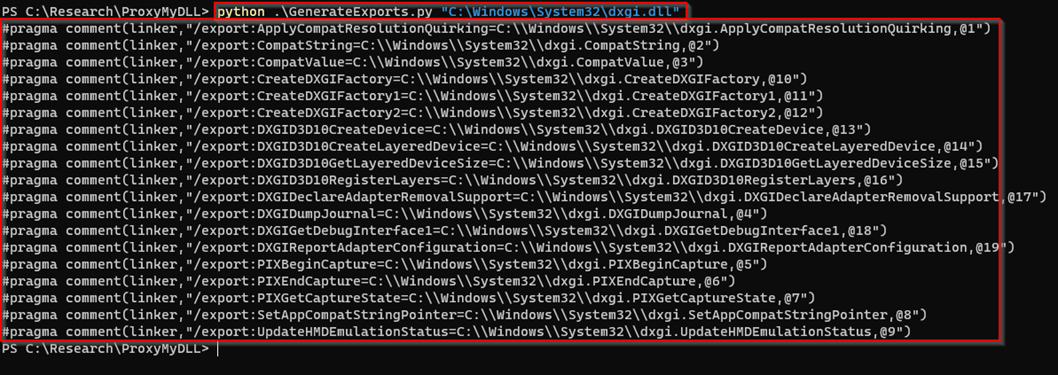 PS C:\Research\ProxyMyDLL> python .\GenerateExports.py "C:\Windows\System32\dxgi.dll"
#pragma comment(linker,"/export:ApplyCompatResolutionQuirking=C:\\Windows\\System32\\dxgi.ApplyCompatResolutionQuirking,@1")
#pragma comment(linker,"/export:CompatString=C:\\Windows\\System32\\dxgi.CompatString,@2")
#pragma comment(linker,"/export:CompatValue=C:\\Windows\\System32\\dxgi.CompatValue,@3")
#pragma comment(linker,"/export:CreateDXGIFactory=C:\\Windows\\System32\\dxgi.CreateDXGIFactory,@10")
#pragma comment(linker,"/export:CreateDXGIFactory1=C:\\Windows\\System32\\dxgi.CreateDXGIFactory1,@11")
#pragma comment(linker,"/export:CreateDXGIFactory2=C:\\Windows\\System32\\dxgi.CreateDXGIFactory2,@12")
#pragma comment(linker,"/export:DXGID3D10CreateDevice=C:\\Windows\\System32\\dxgi.DXGID3D10CreateDevice,@13")
#pragma comment(linker,"/export:DXGID3D10CreateLayeredDevice=C:\\Windows\\System32\\dxgi.DXGID3D10CreateLayeredDevice,@14")
#pragma comment(linker,"/export:DXGID3D10GetLayeredDeviceSize=C:\\Windows\\System32\\dxgi.DXGID3D10GetLayeredDeviceSize,@15")
#pragma comment(linker,"/export:DXGID3D10RegisterLayers=C:\\Windows\\System32\\dxgi.DXGID3D10RegisterLayers,@16")
#pragma comment(linker,"/export:DXGIDeclareAdapterRemovalSupport=C:\\Windows\\System32\\dxgi.DXGIDeclareAdapterRemovalSupport,@17")
#pragma comment(linker,"/export:DXGIDumpJournal=C:\\Windows\\System32\\dxgi.DXGIDumpJournal,@4")
#pragma comment(linker,"/export:DXGIGetDebugInterface1=C:\\Windows\\System32\\dxgi.DXGIGetDebugInterface1,@18")
#pragma comment(linker,"/export:DXGIReportAdapterConfiguration=C:\\Windows\\System32\\dxgi.DXGIReportAdapterConfiguration,@19")
#pragma comment(linker,"/export:PIXBeginCapture=C:\\Windows\\System32\\dxgi.PIXBeginCapture,@5")
#pragma comment(linker,"/export:PIXEndCapture=C:\\Windows\\System32\\dxgi.PIXEndCapture,@6")
#pragma comment(linker,"/export:PIXGetCaptureState=C:\\Windows\\System32\\dxgi.PIXGetCaptureState,@7")
#pragma comment(linker,"/export:SetAppCompatStringPointer=C:\\Windows\\System32\\dxgi.SetAppCompatStringPointer,@8")
#pragma comment(linker,"/export:UpdateHMDEmulationStatus=C:\\Windows\\System32\\dxgi.UpdateHMDEmulationStatus,@9")
PS C:\Research\ProxyMyDLL>